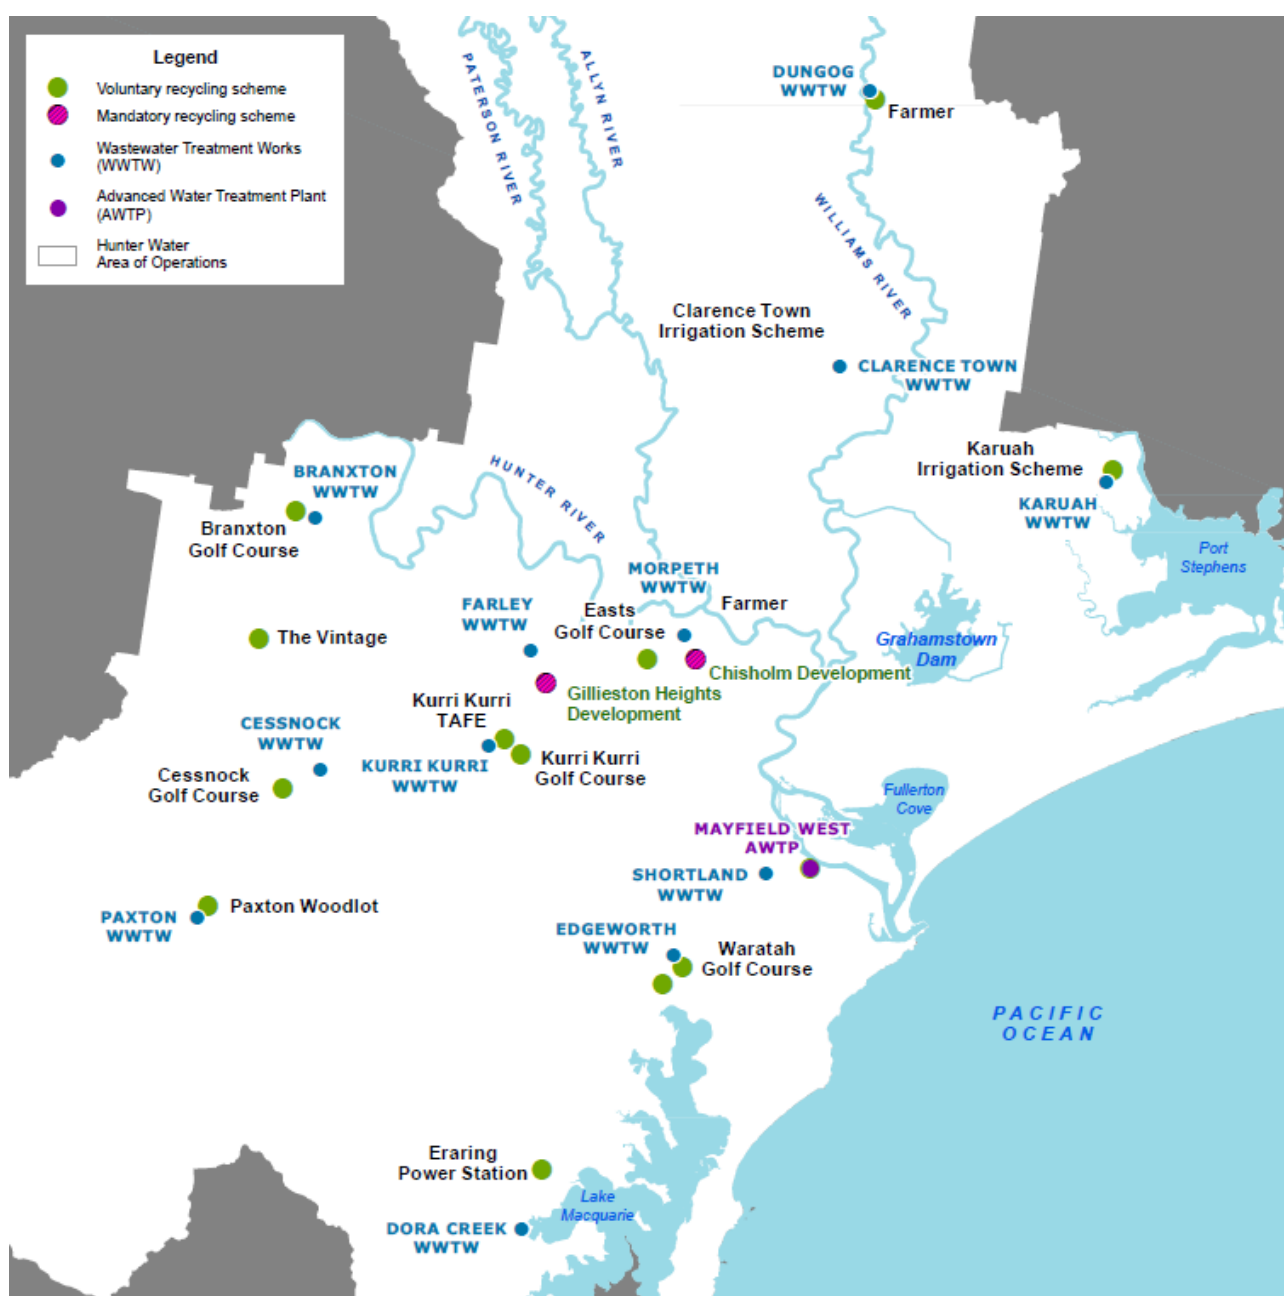 Legend
Voluntary recycling scheme
Mandatory recycling scheme
Wastewater Treatment Works
(WWTW)
Advanced Water Treatment Plant
(AWTP)
Hunter Water
Area of Operations
PATERSON RIVER
ALLYN RIVER
DUNGOG
WWTW
Farmer
WILLIAMS RIVER
Clarence Town
Irrigation Scheme
CLARENCE TOWN
WWTW
Karuah
Irrigation Scheme
KARUAH
WWTW
Port
Stephens
BRANXTON
WWTW
Branxton
Golf Course
HUNTER RIVER
MORPETH
WWTW
Farmer
FARLEY
WWTW
Easts
Golf Course
Grahamstown
Dam
The Vintage
Chisholm Development
Gillieston Heights
Development
Kurri Kurri
TAFE
CESSNOCK
WWTW
KURRI KURRI
WWTW
Kurri Kurri
Golf Course
Cessnock
Golf Course
Fullerton
Cove
MAYFIELD WEST
AWTP
SHORTLAND
WWTW
PAXTON
WWTW
Paxton Woodlot
EDGEWORTH
WWTW
Waratah
Golf Course
PACIFIC
OCEAN
Eraring
Power Station
Lake
Macquarie
DORA CREEK
WWTW